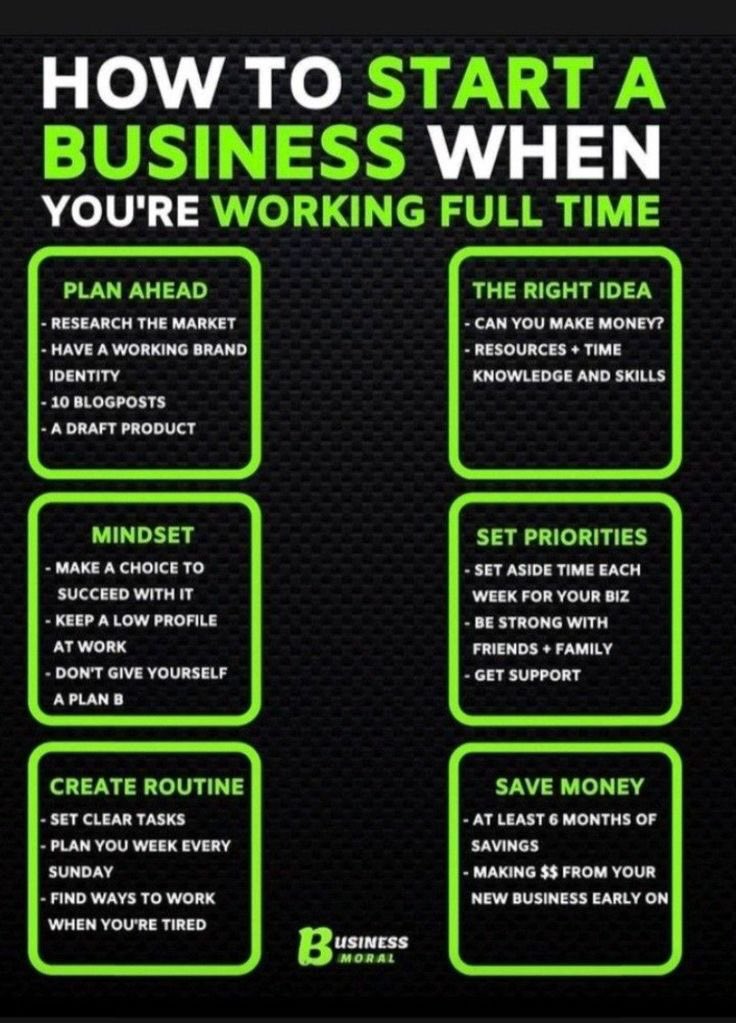 HOW TO START A
BUSINESS WHEN
YOU'RE WORKING FULL TIME
PLAN AHEAD
- RESEARCH THE MARKET
- HAVE A WORKING BRAND
IDENTITY
- 10 BLOGPOSTS
- A DRAFT PRODUCT
THE RIGHT IDEA
- CAN YOU MAKE MONEY?
- RESOURCES + TIME
KNOWLEDGE AND SKILLS
MINDSET
- MAKE A CHOICE TO
SUCCEED WITH IT
- KEEP A LOW PROFILE
AT WORK
- DON'T GIVE YOURSELF
A PLAN B
SET PRIORITIES
- SET ASIDE TIME EACH
WEEK FOR YOUR BIZ
- BE STRONG WITH
FRIENDS + FAMILY
- GET SUPPORT
CREATE ROUTINE
- SET CLEAR TASKS
- PLAN YOU WEEK EVERY
SUNDAY
- FIND WAYS TO WORK
WHEN YOU'RE TIRED
SAVE MONEY
- AT LEAST 6 MONTHS OF
SAVINGS
- MAKING $$ FROM YOUR
NEW BUSINESS EARLY ON
BUSINESS
MORAL